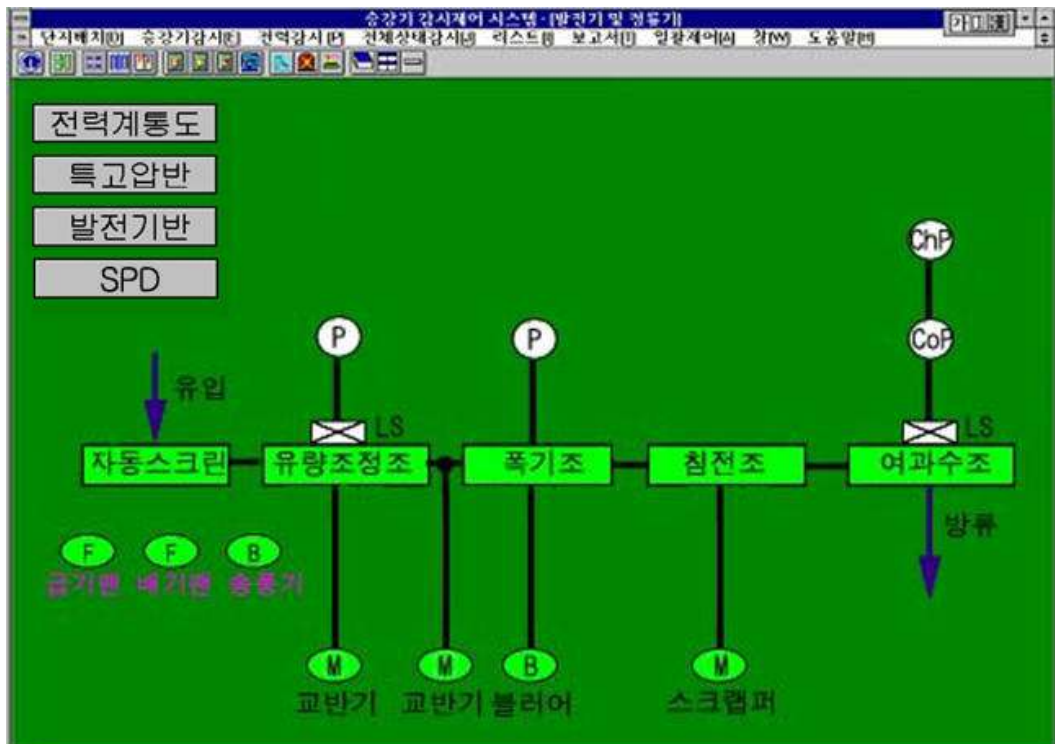 승강기 감시제어 시스템 - [발전기 및 정류기]
단지배치[D] 승강기감시[E] 전력감시[P] 전체상태감시[J] 리스트[I] 보고서[T] 일괄제어[A] 창[W] 도움말[H]
전력계통도
특고압반
발전기반
SPD
ChP
P P CoP
유입
LS LS
자동스크린 유량조정조 폭기조 침전조 여과수조
방류
F F B
급기팬 배기팬 송풍기
M M B M
교반기 교반기 블러어 스크랩퍼